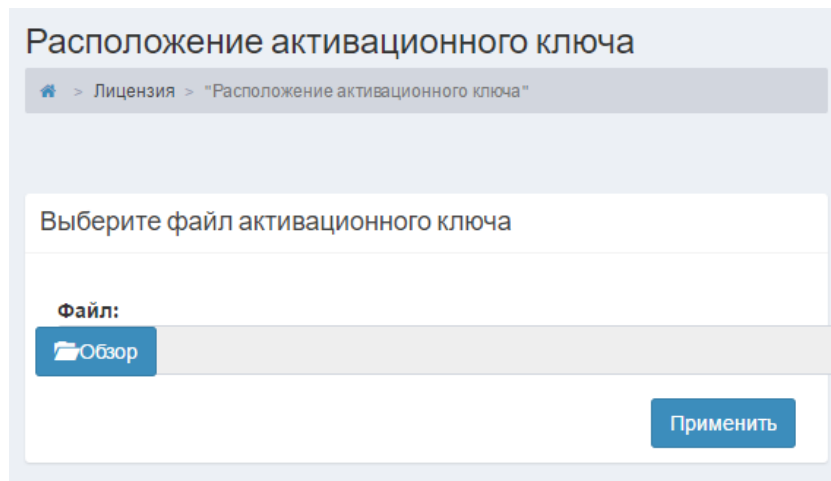 Расположение активационного ключа
> Лицензия > "Расположение активационного ключа"
Выберите файл активационного ключа
Файл:
Обзор
Применить